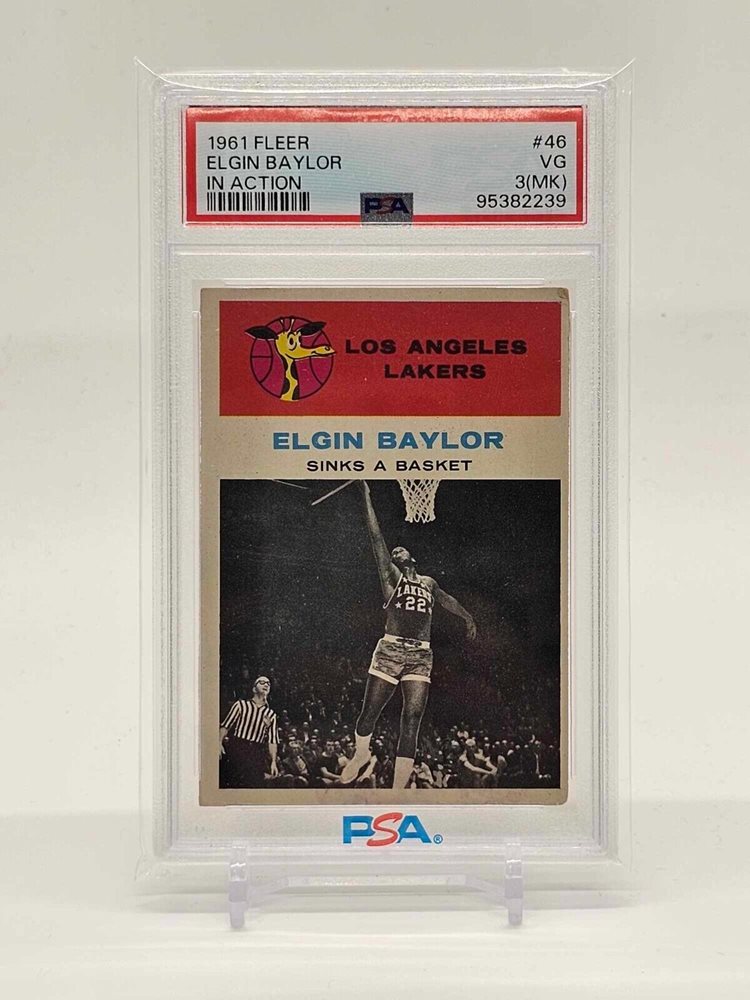 1961 FLEER #46
ELGIN BAYLOR VG
IN ACTION 3(MK)
PSA 95382239
LOS ANGELES
LAKERS
ELGIN BAYLOR
SINKS A BASKET
LAKERS
22
PSA®